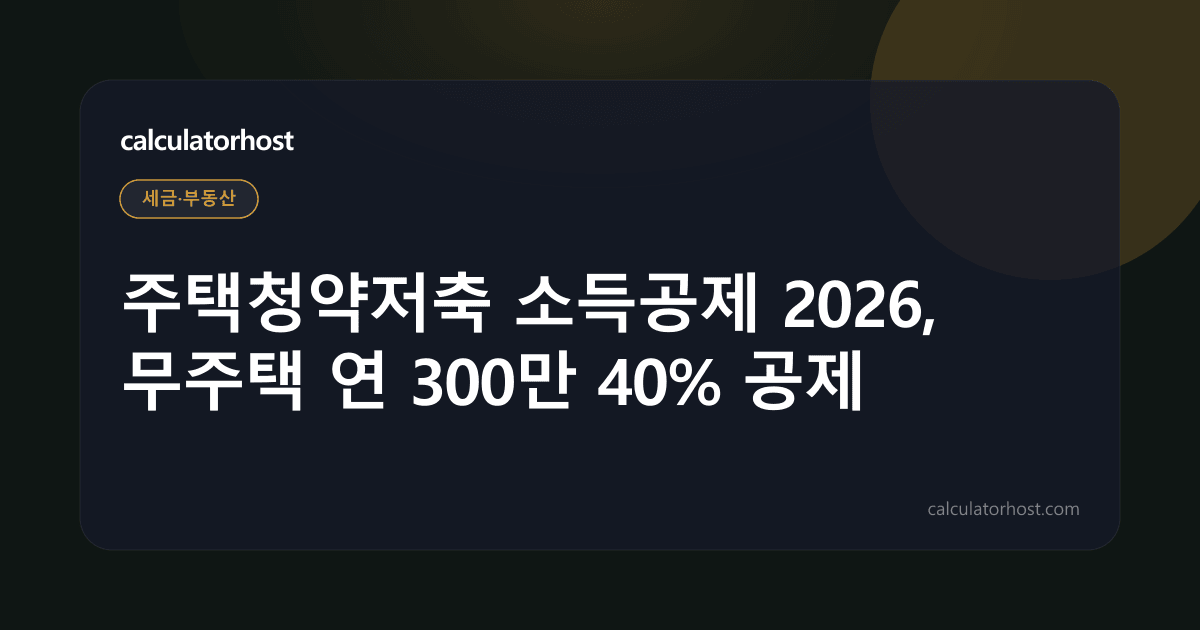 calculatorhost
세금·부동산
주택청약저축 소득공제 2026,
무주택 연 300만 40% 공제
calculatorhost.com